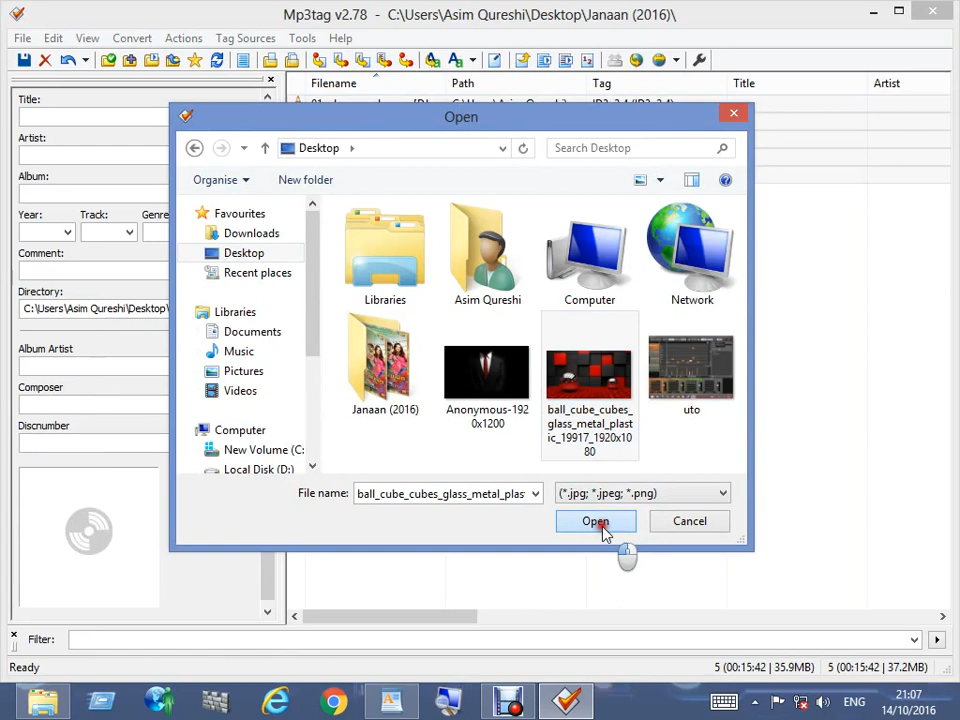 Mp3tag v2.78 - C:\Users\Asim Qureshi\Desktop\Janaan (2016)\
File Edit View Convert Actions Tag Sources Tools Help
Title:
Artist:
Album:
Year: Track: Genre
Comment:
Directory:
C:\Users\Asim Qureshi\Desktop\
Album Artist
Composer
Discnumber
Filename Path Tag Title Artist
Open
Desktop
Search Desktop
Organise New folder
Favourites
Downloads
Desktop
Recent places
Libraries
Documents
Music
Pictures
Videos
Computer
New Volume (C:
Local Disk (D:)
Libraries Asim Qureshi Computer Network
Janaan (2016)
Anonymous-192
0x1200
ball_cube_cubes_
glass_metal_plast
ic_19917_1920x10
80
uto
File name: ball_cube_cubes_glass_metal_plas
(*.jpg; *.jpeg; *.png)
Open Cancel
Filter:
Ready
5 (00:15:42 | 35.9MB) 5 (00:15:42 | 37.2MB)
ENG
21:07
14/10/2016